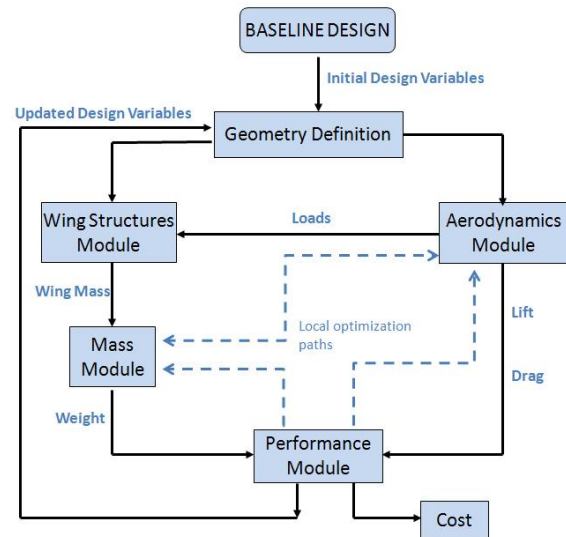 BASELINE DESIGN
Initial Design Variables
Updated Design Variables
Geometry Definition
Wing Structures
Module
Loads
Aerodynamics
Module
Wing Mass
Lift
Local optimization
paths
Mass
Module
Drag
Weight
Performance
Module
Cost